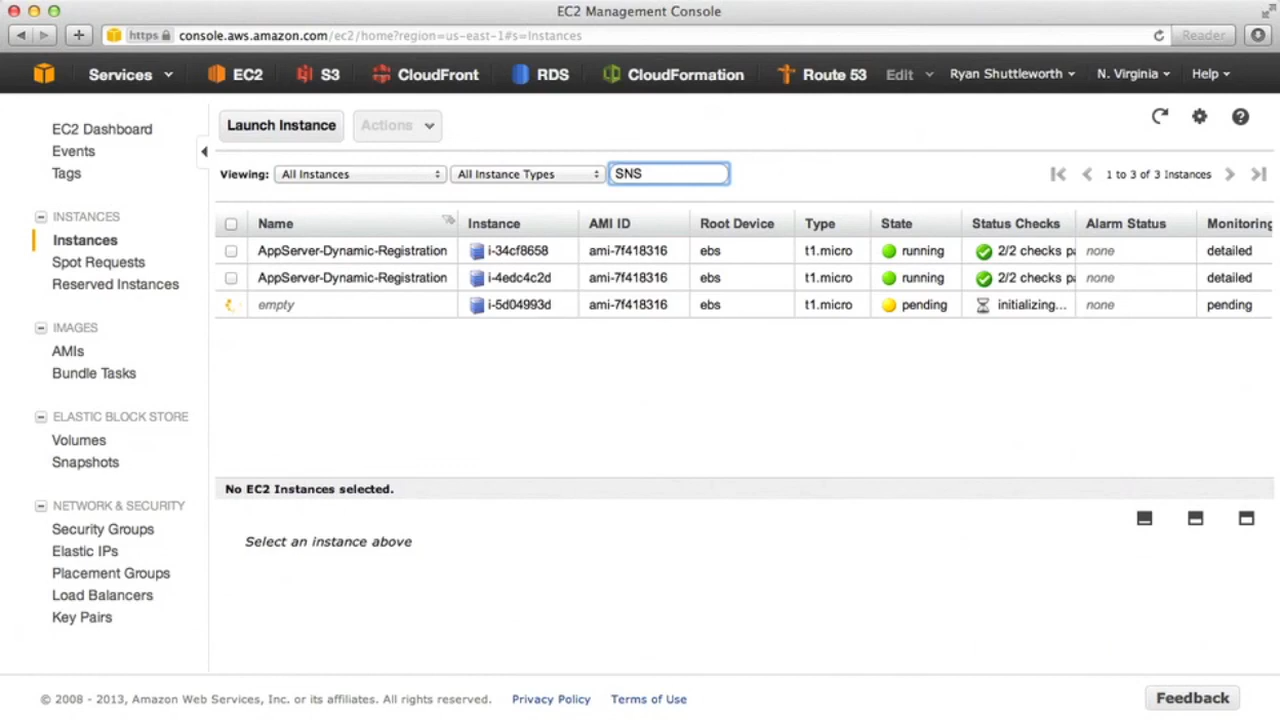 EC2 Management Console
https console.aws.amazon.com/ec2/home?region=us-east-1#s=Instances Reader
Services EC2 S3 CloudFront RDS CloudFormation Route 53 Edit Ryan Shuttleworth N. Virginia Help
EC2 Dashboard
Events
Tags
INSTANCES
Instances
Spot Requests
Reserved Instances
IMAGES
AMIs
Bundle Tasks
ELASTIC BLOCK STORE
Volumes
Snapshots
NETWORK & SECURITY
Security Groups
Elastic IPs
Placement Groups
Load Balancers
Key Pairs
Launch Instance Actions
Viewing: All Instances All Instance Types SNS 1 to 3 of 3 Instances
Name Instance AMI ID Root Device Type State Status Checks Alarm Status Monitoring
AppServer-Dynamic-Registration i-34cf8658 ami-7f418316 ebs t1.micro running 2/2 checks pa none detailed
AppServer-Dynamic-Registration i-4edc4c2d ami-7f418316 ebs t1.micro running 2/2 checks pa none detailed
empty i-5d04993d ami-7f418316 ebs t1.micro pending initializing... none pending
No EC2 Instances selected.
Select an instance above
© 2008 - 2013, Amazon Web Services, Inc. or its affiliates. All rights reserved. Privacy Policy Terms of Use Feedback